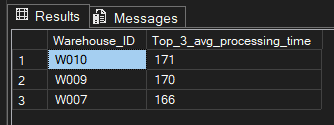 Results Messages
Warehouse_ID Top_3_avg_processing_time
1 W010 171
2 W009 170
3 W007 166